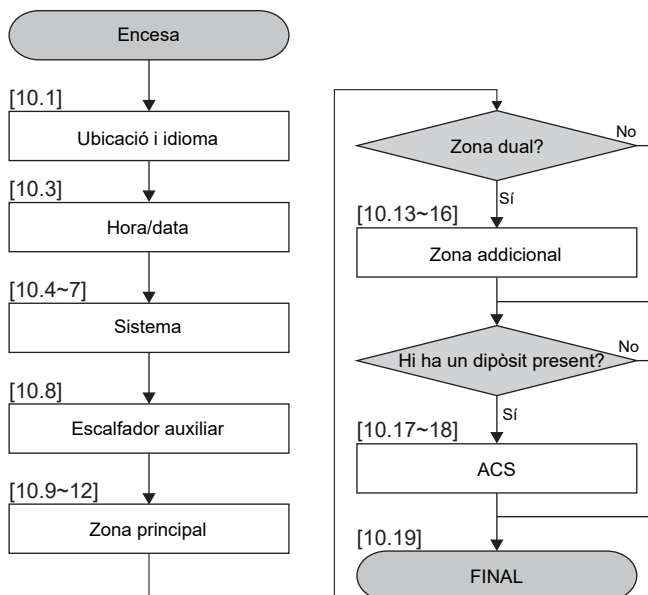 Encesa
[10.1]
Ubicació i idioma
[10.3]
Hora/data
[10.4~7]
Sistema
[10.8]
Escalfador auxiliar
[10.9~12]
Zona principal
Zona dual?
No
Sí
[10.13~16]
Zona addicional
Hi ha un dipòsit present?
No
Sí
[10.17~18]
ACS
[10.19]
FINAL